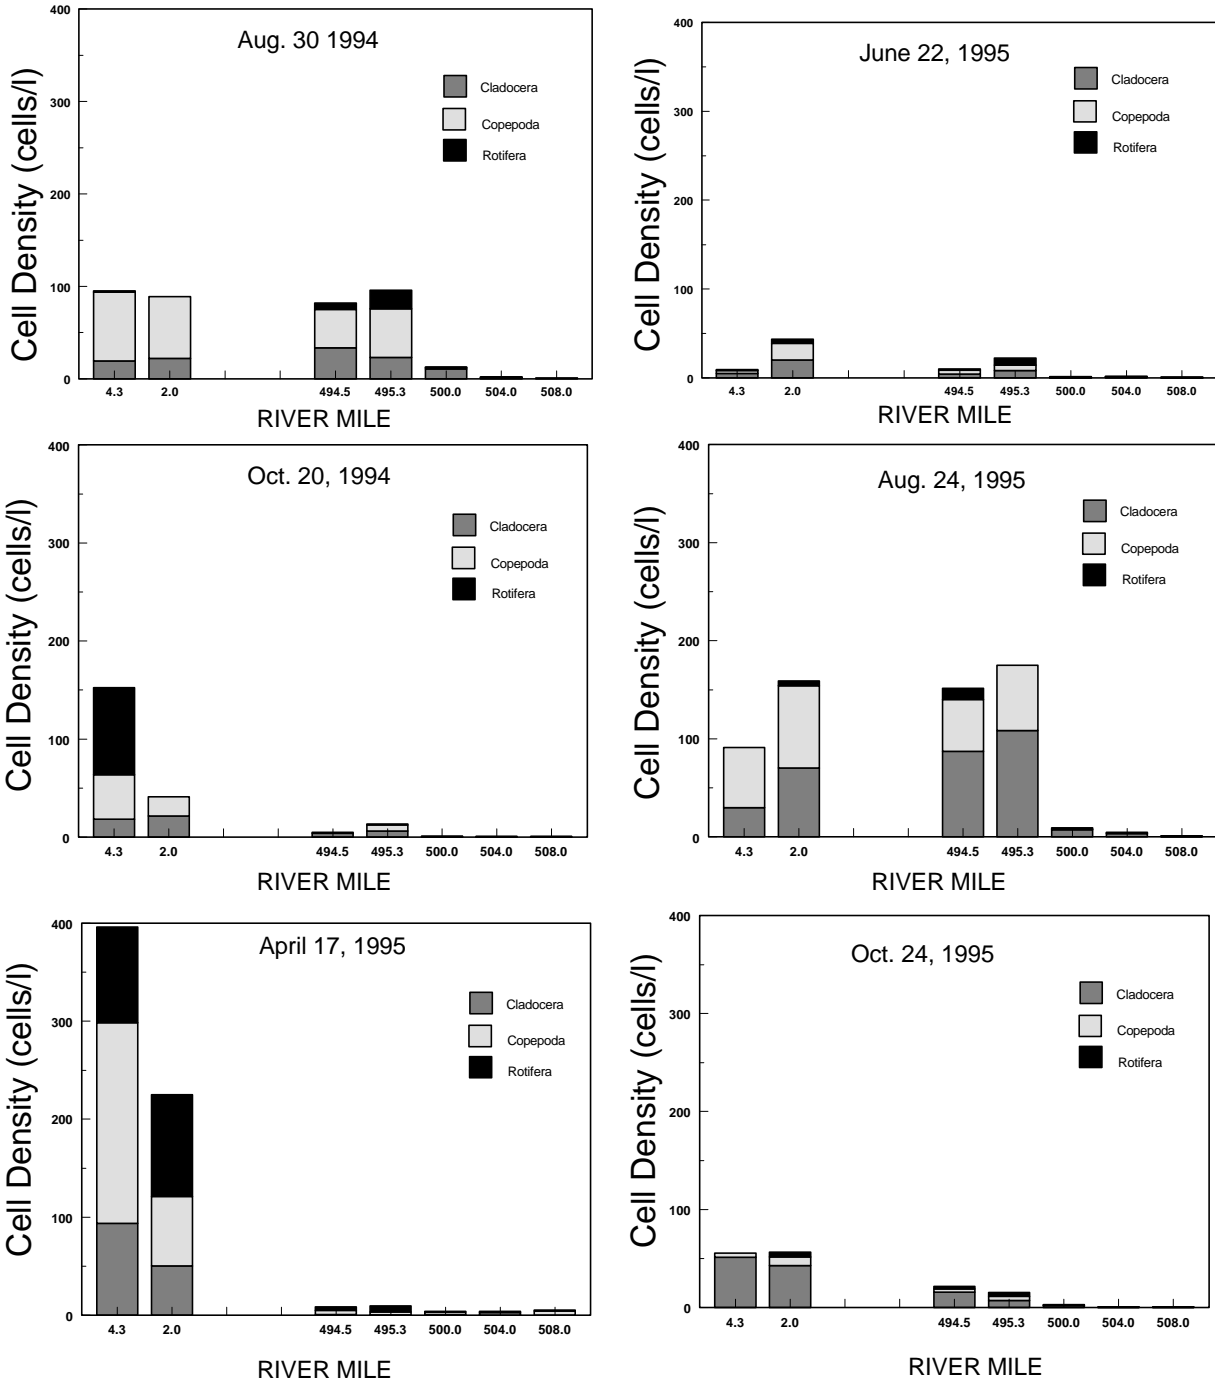 Aug. 30 1994
Cell Density (cells/l)
400
300
200
100
0
Cladocera
Copepoda
Rotifera
4.3 2.0 494.5 495.3 500.0 504.0 508.0
RIVER MILE
June 22, 1995
Cell Density (cells/l)
400
300
200
100
0
Cladocera
Copepoda
Rotifera
4.3 2.0 494.5 495.3 500.0 504.0 508.0
RIVER MILE
Oct. 20, 1994
Cell Density (cells/l)
400
300
200
100
0
Cladocera
Copepoda
Rotifera
4.3 2.0 494.5 495.3 500.0 504.0 508.0
RIVER MILE
Aug. 24, 1995
Cell Density (cells/l)
400
300
200
100
0
Cladocera
Copepoda
Rotifera
4.3 2.0 494.5 495.3 500.0 504.0 508.0
RIVER MILE
April 17, 1995
Cell Density (cells/l)
400
300
200
100
0
Cladocera
Copepoda
Rotifera
4.3 2.0 494.5 495.3 500.0 504.0 508.0
RIVER MILE
Oct. 24, 1995
Cell Density (cells/l)
400
300
200
100
0
Cladocera
Copepoda
Rotifera
4.3 2.0 494.5 495.3 500.0 504.0 508.0
RIVER MILE